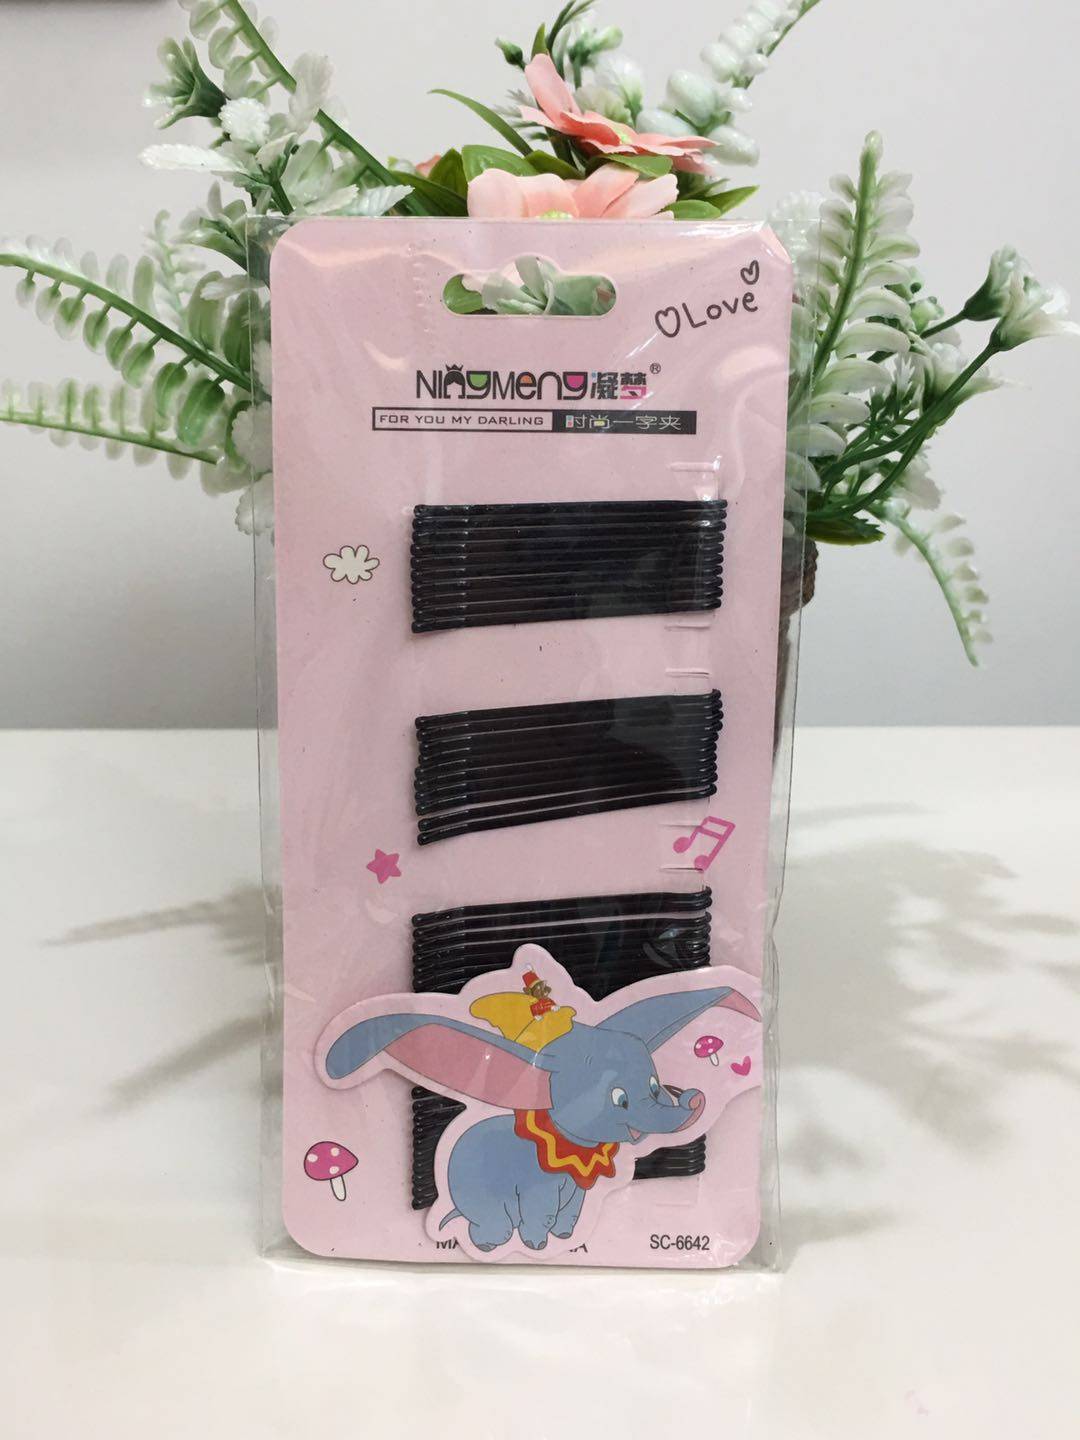 Love
NINGMENG凝梦®
FOR YOU MY DARLING 时尚一字夹
SC-6642